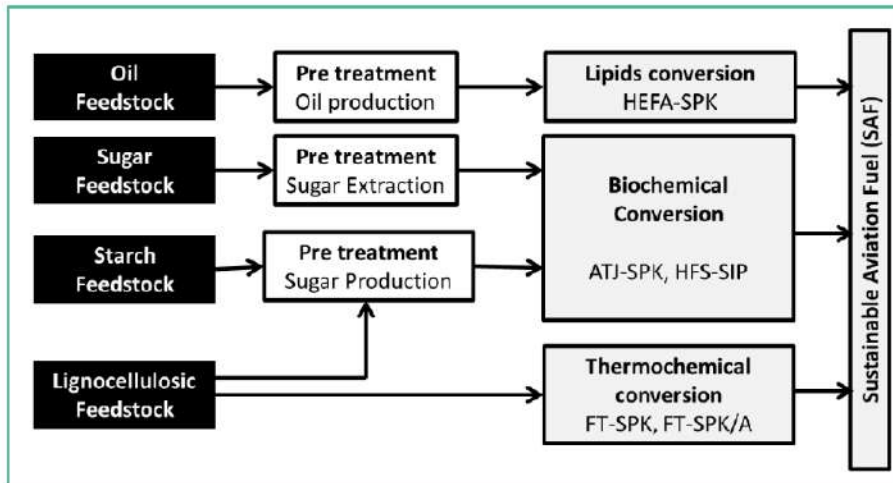 Oil
Feedstock
Pre treatment
Oil production
Lipids conversion
HEFA-SPK
Sugar
Feedstock
Pre treatment
Sugar Extraction
Biochemical
Conversion
ATJ-SPK, HFS-SIP
Starch
Feedstock
Pre treatment
Sugar Production
Lignocellulosic
Feedstock
Thermochemical
conversion
FT-SPK, FT-SPK/A
Sustainable Aviation Fuel (SAF)